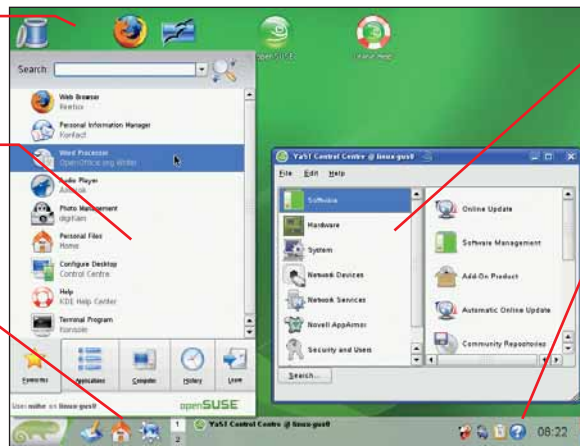 openSUSE
Search:
Web Browser
Firefox
Personal Information Manager
Kontact
Word Processor
OpenOffice.org Writer
Audio Player
Amarok
Photo Management
digiKam
Personal Files
Home
Configure Desktop
Control Centre
Help
KDE Help Center
Terminal Program
Konsole
Favorites
Applications
Computer
History
Leave
User
on linux-gus0
openSUSE
YaST Control Centre @ linux-gus0
File Edit Help
Software
Hardware
System
Network Devices
Network Services
Novell AppArmor
Security and Users
Search...
Online Update
Software Management
Add-On Product
Automatic Online Update
Community Repositories
1
2
YaST Control Centre @ linux-gus0
08:22